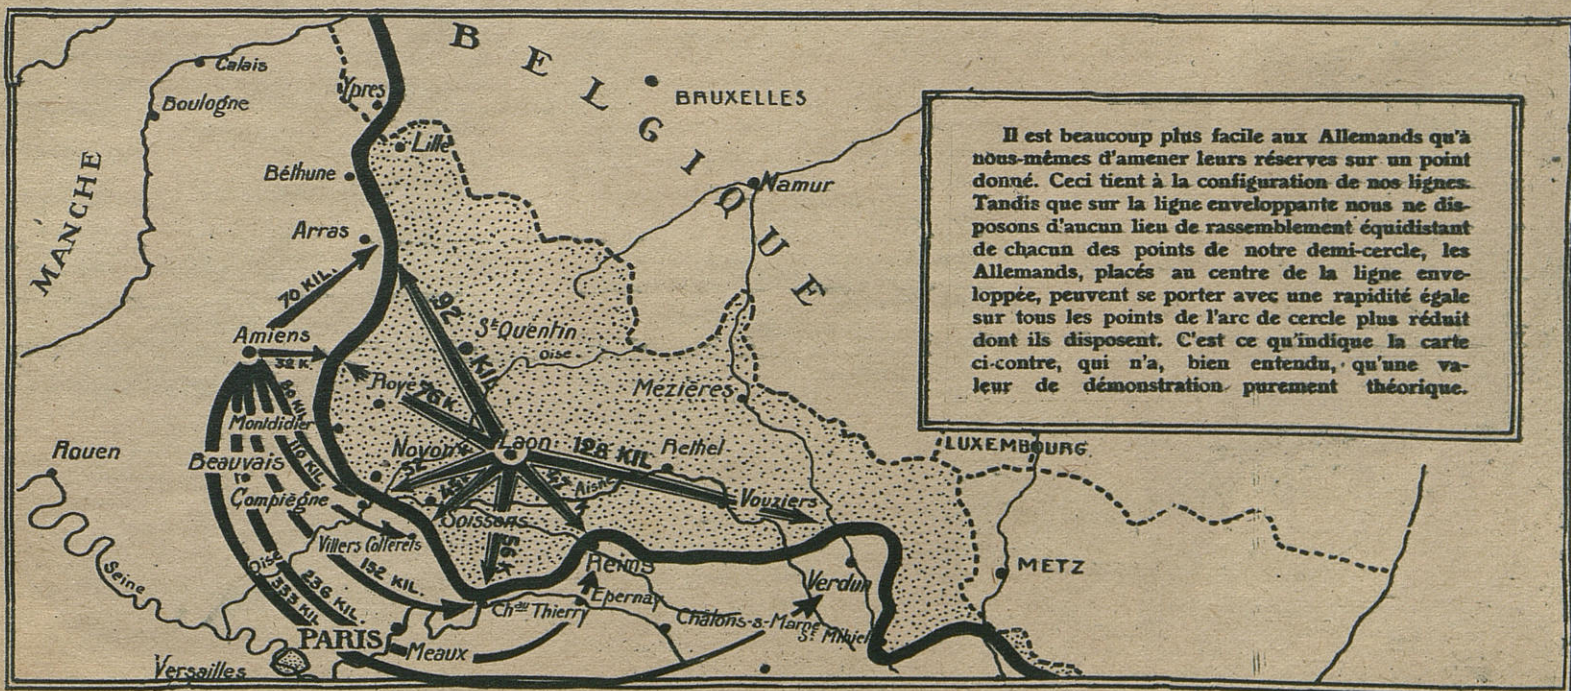 BELGIQUE
Calais
Boulogne
Ypres
BRUXELLES
Lille
Béthune
Namur
MANCHE
Arras
70 KIL.
92 KIL
Amiens
32 K.
St Quentin
Oise
Roye
76 K.
Mezières
80 KIL
Montdidier
110 KIL.
Rouen
Beauvais
Noyon
Laon
128 KIL
Rethel
LUXEMBOURG
52
45 K
57
Aisne
Vouziers
Compiègne
Soissons
56 K
Villers Cotterets
Oise
152 KIL.
236 KIL
333 KIL
Seine
Reims
Verdun
METZ
Chau Thierry
Epernay
Châlons-s-Marne
St Mihiel
PARIS
Meaux
Versailles
Il est beaucoup plus facile aux Allemands qu'à
nous-mêmes d'amener leurs réserves sur un point
donné. Ceci tient à la configuration de nos lignes.
Tandis que sur la ligne enveloppante nous ne dis-
posons d'aucun lieu de rassemblement équidistant
de chacun des points de notre demi-cercle, les
Allemands, placés au centre de la ligne enve-
loppée, peuvent se porter avec une rapidité égale
sur tous les points de l'arc de cercle plus réduit
dont ils disposent. C'est ce qu'indique la carte
ci-contre, qui n'a, bien entendu, qu'une va-
leur de démonstration purement théorique.